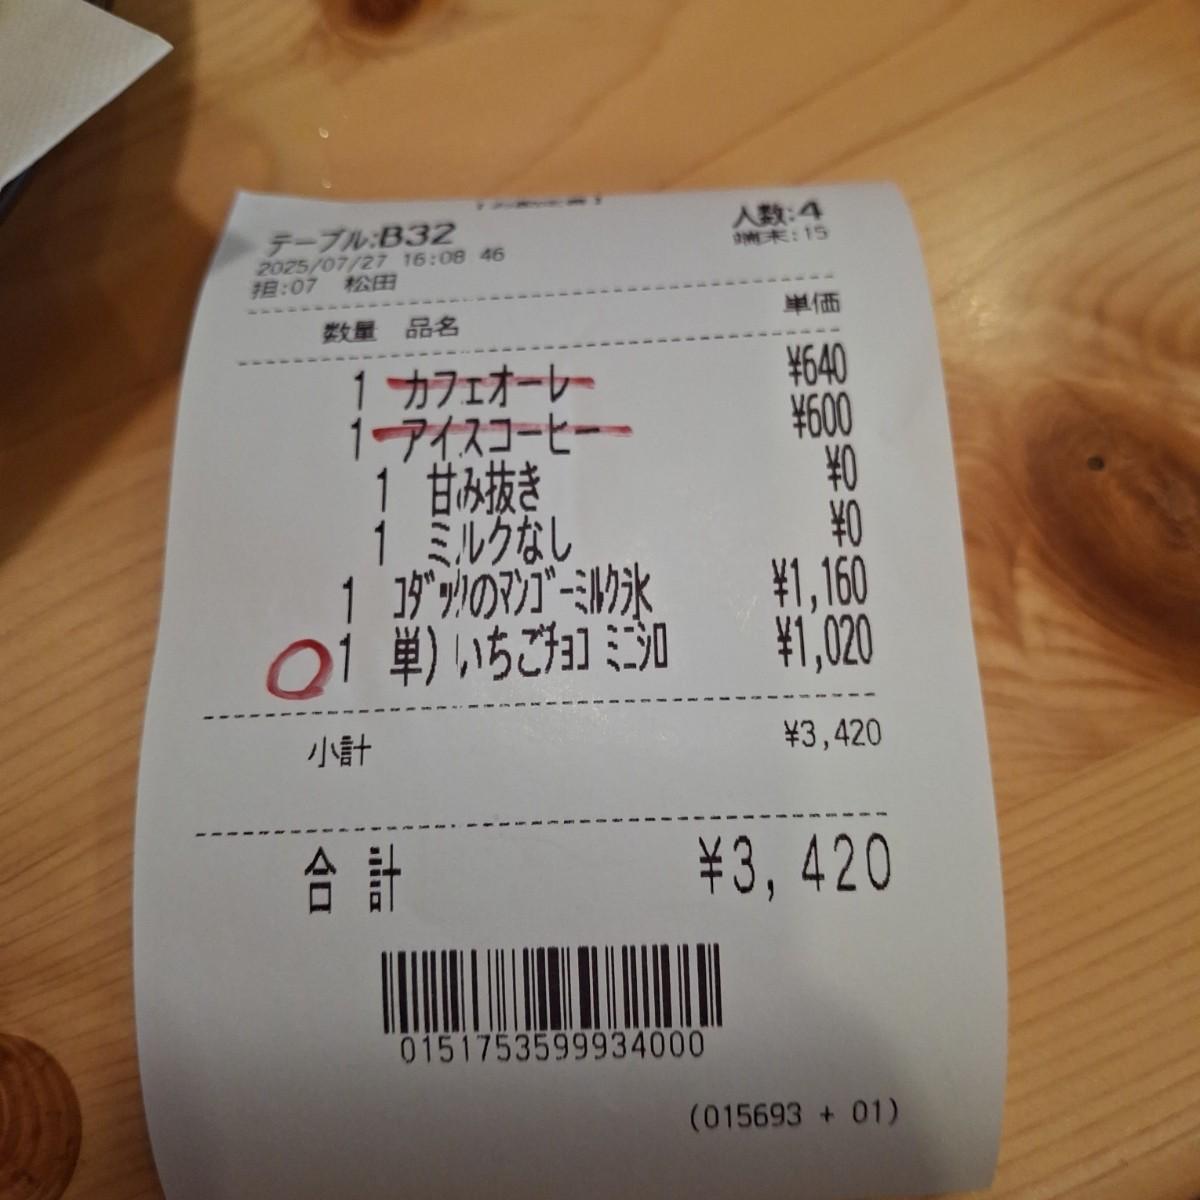 テーブル:B32 人数:4
2025/07/27 16:08 46 端末:15
担:07 松田
数量 品名 単価
1 カフェオーレ ¥640
1 アイスコーヒー ¥600
1 甘み抜き ¥0
1 ミルクなし ¥0
1 コダックのマンゴーミルク氷 ¥1,160
1 単)いちごチョコ ミニシロ ¥1,020
小計 ¥3,420
合計 ¥3,420
0151753599934000
(015693 + 01)